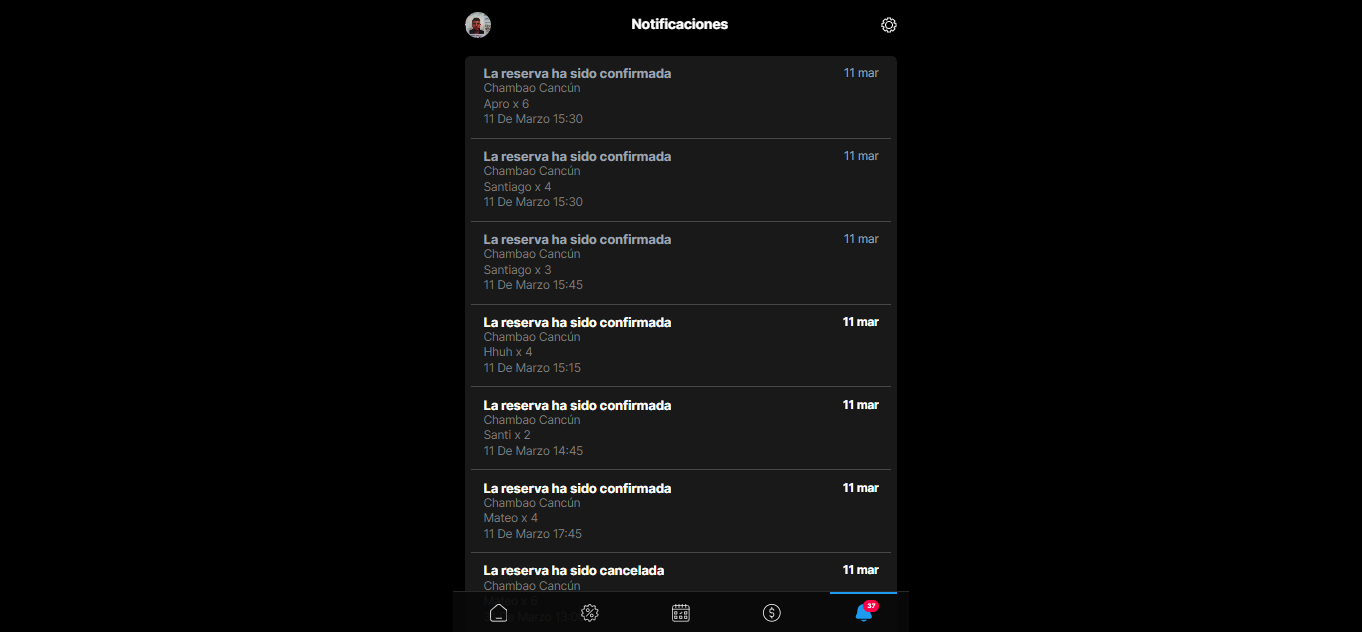 Notificaciones
La reserva ha sido confirmada 11 mar
Chambao Cancún
Apro x 6
11 De Marzo 15:30
La reserva ha sido confirmada 11 mar
Chambao Cancún
Santiago x 4
11 De Marzo 15:30
La reserva ha sido confirmada 11 mar
Chambao Cancún
Santiago x 3
11 De Marzo 15:45
La reserva ha sido confirmada 11 mar
Chambao Cancún
Hhuh x 4
11 De Marzo 15:15
La reserva ha sido confirmada 11 mar
Chambao Cancún
Santi x 2
11 De Marzo 14:45
La reserva ha sido confirmada 11 mar
Chambao Cancún
Mateo x 4
11 De Marzo 17:45
La reserva ha sido cancelada 11 mar
Chambao Cancún
Mateo x 6
37